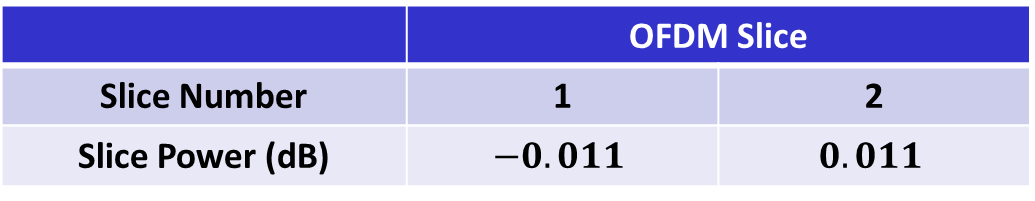 OFDM Slice
Slice Number 1 2
Slice Power (dB) −0.011 0.011